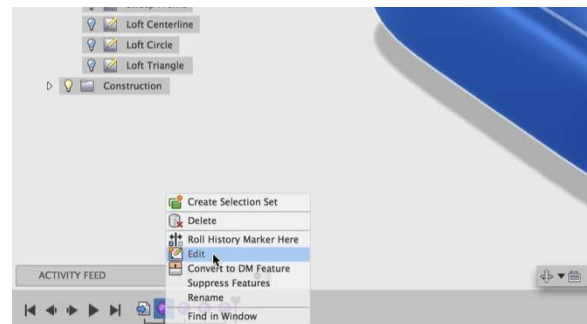 Loft Centerline
Loft Circle
Loft Triangle
Construction
Create Selection Set
Delete
Roll History Marker Here
Edit
Convert to DM Feature
Suppress Features
Rename
Find in Window
ACTIVITY FEED